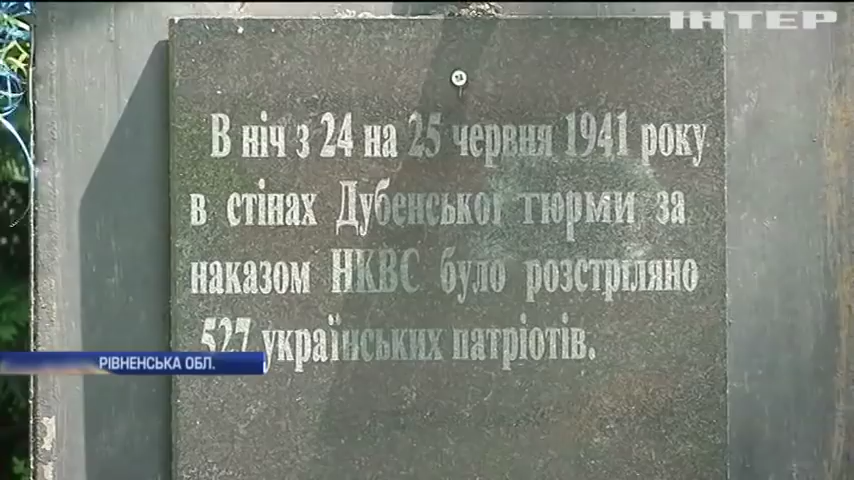 ІНТЕР
В ніч з 24 на 25 червня 1941 року
в стінах Дубенської тюрми за
наказом НКВС було розстріляно
527 українських патріотів.
РІВНЕНСЬКА ОБЛ.